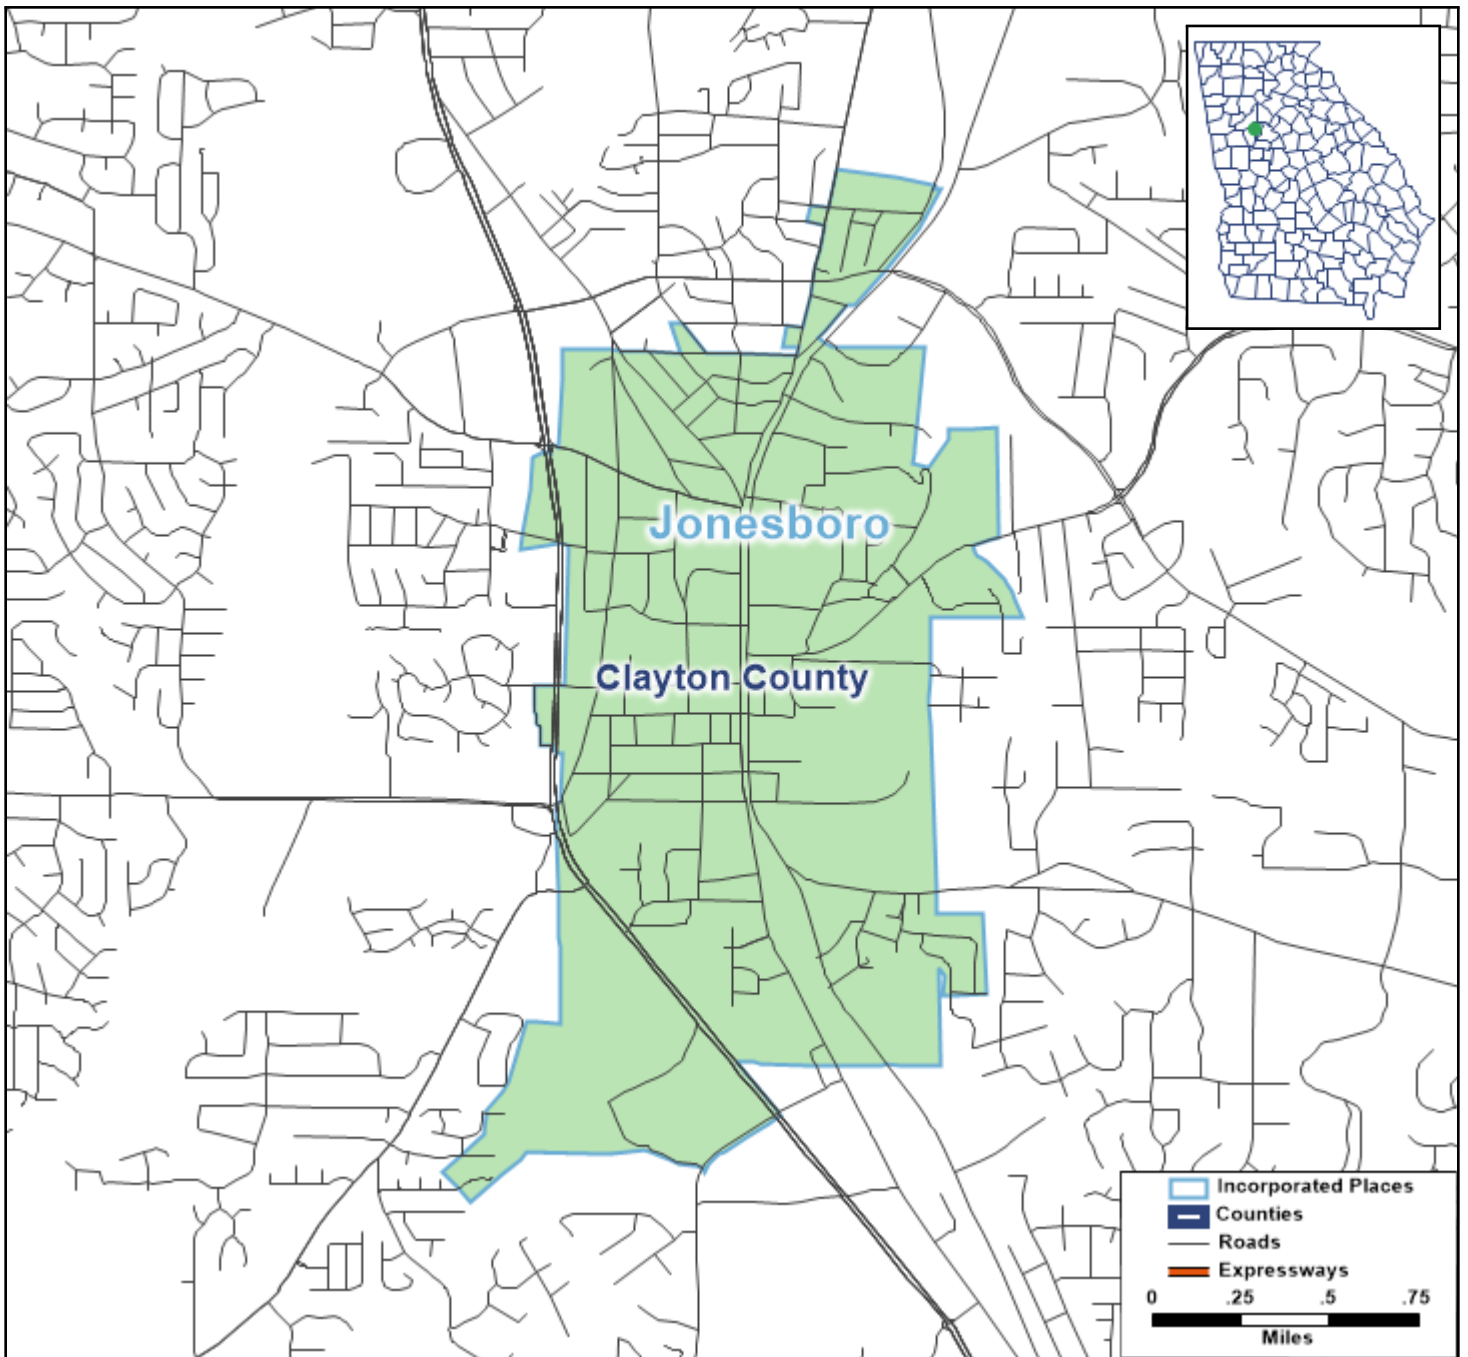 Jonesboro
Clayton County
Incorporated Places
Counties
Roads
Expressways
0 .25 .5 .75
Miles